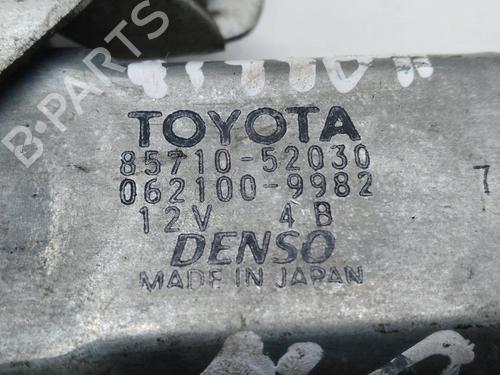 B·PARTS
TOYOTA
85710-52030
062100-9982
12V 4B
DENSO
MADE IN JAPAN